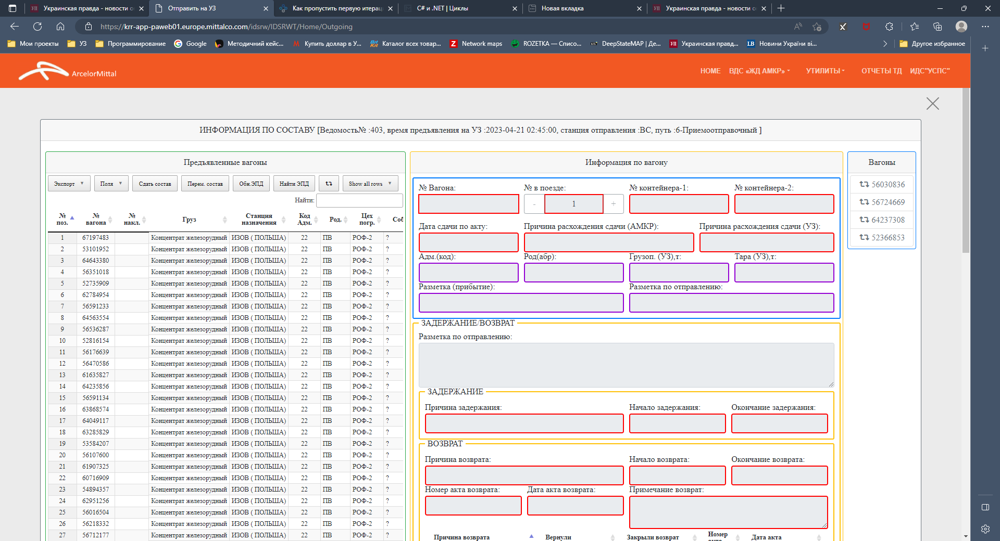 Украинская правда - новости о
Отправить на УЗ
Как пропустить первую итерац
C# и .NET | Циклы
Новая вкладка
Украинская правда - новости о
https://krr-app-paweb01.europe.mittalco.com/idsrw/IDSRWT/Home/Outgoing
Мои проекты
УЗ
Программирование
Google
Методичний кейс...
Купить доллар в У...
Каталог всех товар...
Network maps
ROZETKA — Списо...
DeepStateMAP | Де...
Украинская правд...
Новини України ві...
Другое избранное
ArcelorMittal
HOME ВДС «ЖД АМКР» УТИЛИТЫ ОТЧЕТЫ ТД ИДС"УСПС"
ИНФОРМАЦИЯ ПО СОСТАВУ [Ведомость№ :403, время предъявления на УЗ :2023-04-21 02:45:00, станция отправления :ВС, путь :6-Приемоотправочный ]
Предъявленные вагоны
Экспорт Поля Сдать состав Перем. состав Обн.ЭПД Найти ЭПД Show all rows
Найти:
№ поз. № вагона № накл. Груз Станция назначения Код Адм. Род. Цех погр. Соб
1 67197483 Концентрат железорудный ИЗОВ ( ПОЛЬША) 22 ПВ РОФ-2 ?
2 53101952 Концентрат железорудный ИЗОВ ( ПОЛЬША) 22 ПВ РОФ-2 ?
3 64643380 Концентрат железорудный ИЗОВ ( ПОЛЬША) 22 ПВ РОФ-2 ?
4 56351018 Концентрат железорудный ИЗОВ ( ПОЛЬША) 22 ПВ РОФ-2 ?
5 52735909 Концентрат железорудный ИЗОВ ( ПОЛЬША) 22 ПВ РОФ-2 ?
6 62784954 Концентрат железорудный ИЗОВ ( ПОЛЬША) 22 ПВ РОФ-2 ?
7 56591233 Концентрат железорудный ИЗОВ ( ПОЛЬША) 22 ПВ РОФ-2 ?
8 64563554 Концентрат железорудный ИЗОВ ( ПОЛЬША) 22 ПВ РОФ-2 ?
9 56536287 Концентрат железорудный ИЗОВ ( ПОЛЬША) 22 ПВ РОФ-2 ?
10 52816154 Концентрат железорудный ИЗОВ ( ПОЛЬША) 22 ПВ РОФ-2 ?
11 56176639 Концентрат железорудный ИЗОВ ( ПОЛЬША) 22 ПВ РОФ-2 ?
12 56470586 Концентрат железорудный ИЗОВ ( ПОЛЬША) 22 ПВ РОФ-2 ?
13 61635827 Концентрат железорудный ИЗОВ ( ПОЛЬША) 22 ПВ РОФ-2 ?
14 64235856 Концентрат железорудный ИЗОВ ( ПОЛЬША) 22 ПВ РОФ-2 ?
15 56591134 Концентрат железорудный ИЗОВ ( ПОЛЬША) 22 ПВ РОФ-2 ?
16 63868574 Концентрат железорудный ИЗОВ ( ПОЛЬША) 22 ПВ РОФ-2 ?
17 64049117 Концентрат железорудный ИЗОВ ( ПОЛЬША) 22 ПВ РОФ-2 ?
18 63285829 Концентрат железорудный ИЗОВ ( ПОЛЬША) 22 ПВ РОФ-2 ?
19 53584207 Концентрат железорудный ИЗОВ ( ПОЛЬША) 22 ПВ РОФ-2 ?
20 56107600 Концентрат железорудный ИЗОВ ( ПОЛЬША) 22 ПВ РОФ-2 ?
21 61907325 Концентрат железорудный ИЗОВ ( ПОЛЬША) 22 ПВ РОФ-2 ?
22 60716909 Концентрат железорудный ИЗОВ ( ПОЛЬША) 22 ПВ РОФ-2 ?
23 54894357 Концентрат железорудный ИЗОВ ( ПОЛЬША) 22 ПВ РОФ-2 ?
24 62951256 Концентрат железорудный ИЗОВ ( ПОЛЬША) 22 ПВ РОФ-2 ?
25 56016504 Концентрат железорудный ИЗОВ ( ПОЛЬША) 22 ПВ РОФ-2 ?
26 56218332 Концентрат железорудный ИЗОВ ( ПОЛЬША) 22 ПВ РОФ-2 ?
27 56712177 Концентрат железорудный ИЗОВ ( ПОЛЬША) 22 ПВ РОФ-2 ?
Информация по вагону
№ Вагона: № в поезде: № контейнера-1: № контейнера-2:
- 1 +
Дата сдачи по акту: Причина расхождения сдачи (АМКР): Причина расхождения сдачи (УЗ):
Адм.(код): Род(абр): Грузоп. (УЗ),т: Тара (УЗ),т:
Разметка (прибытие): Разметка по отправлению:
ЗАДЕРЖАНИЕ/ВОЗВРАТ
Разметка по отправлению:
ЗАДЕРЖАНИЕ
Причина задержания: Начало задержания: Окончание задержания:
ВОЗВРАТ
Причина возврата: Начало возврата: Окончание возврата:
Номер акта возврата: Дата акта возврата: Примечание возврат:
Причина возврата Вернули Закрыли возврат Номер акта Дата акта
Вагоны
56030836
56724669
64237308
52366853